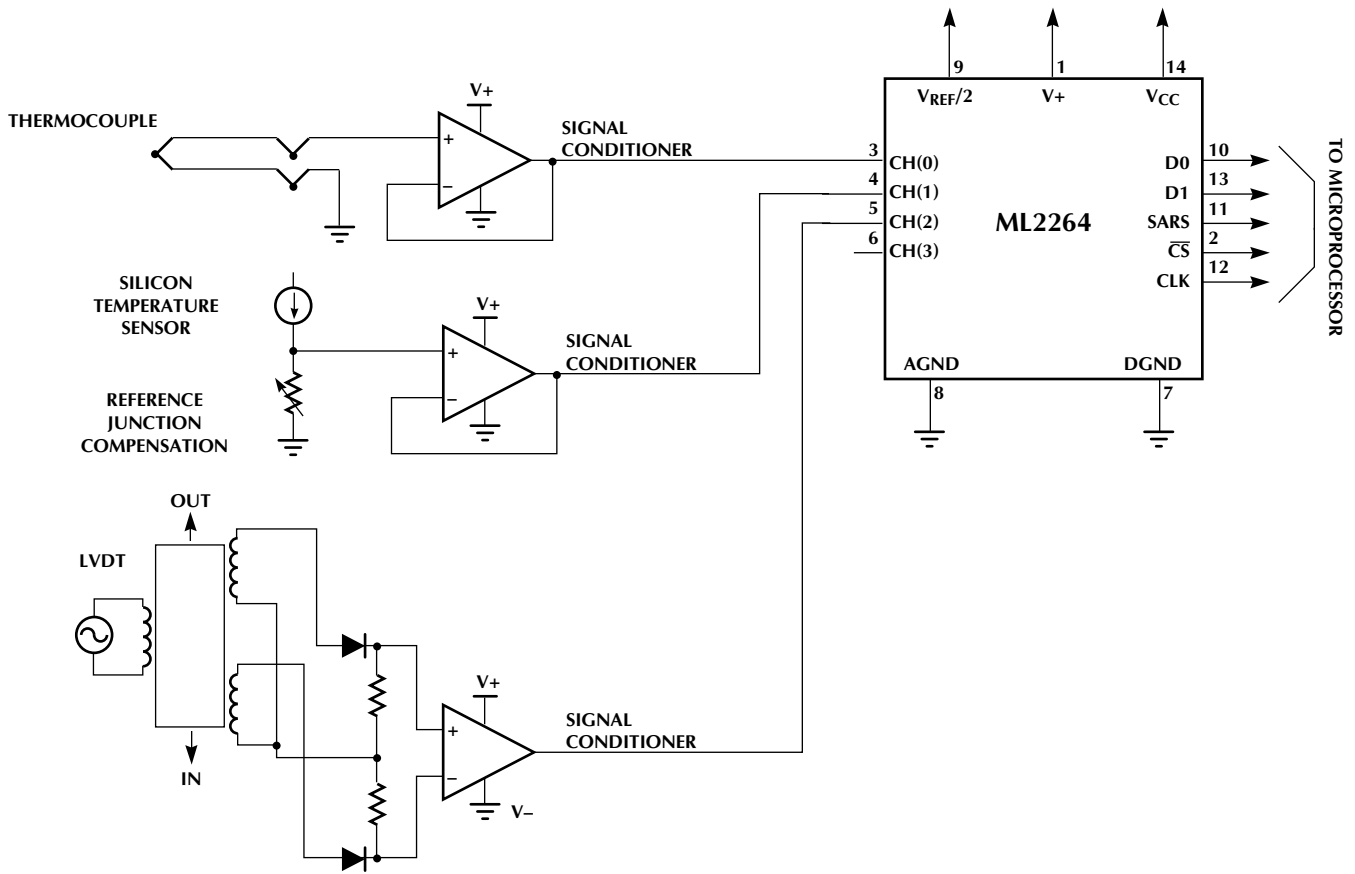 THERMOCOUPLE
V+
+
–
SIGNAL
CONDITIONER
SILICON
TEMPERATURE
SENSOR
REFERENCE
JUNCTION
COMPENSATION
V+
+
–
SIGNAL
CONDITIONER
OUT
LVDT
IN
V+
+
–
V–
SIGNAL
CONDITIONER
9
1
14
VREF/2
V+
VCC
3
CH(0)
4
CH(1)
5
CH(2)
6
CH(3)
ML2264
D0
10
D1
13
SARS
11
C̅S̅
2
CLK
12
AGND
DGND
8
7
TO MICROPROCESSOR